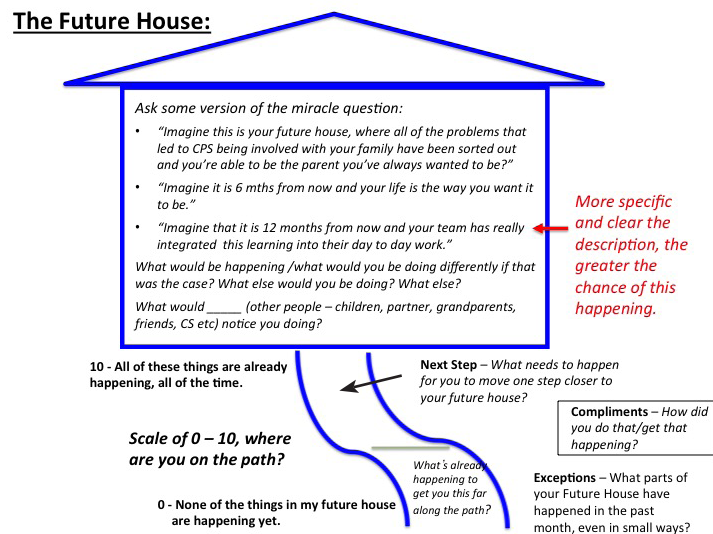 The Future House:
Ask some version of the miracle question:
• “Imagine this is your future house, where all of the problems that
led to CPS being involved with your family have been sorted out
and you’re able to be the parent you’ve always wanted to be?”
• “Imagine it is 6 mths from now and your life is the way you want it
to be.”
• “Imagine that it is 12 months from now and your team has really
integrated this learning into their day to day work.”
What would be happening /what would you be doing differently if that
was the case? What else would you be doing? What else?
What would _____ (other people – children, partner, grandparents,
friends, CS etc) notice you doing?
More specific
and clear the
description, the
greater the
chance of this
happening.
10 - All of these things are already
happening, all of the time.
Next Step – What needs to happen
for you to move one step closer to
your future house?
Compliments – How did
you do that/get that
happening?
Scale of 0 – 10, where
are you on the path?
What’s already
happening to
get you this far
along the path?
Exceptions – What parts of
your Future House have
happened in the past
month, even in small ways?
0 - None of the things in my future house
are happening yet.